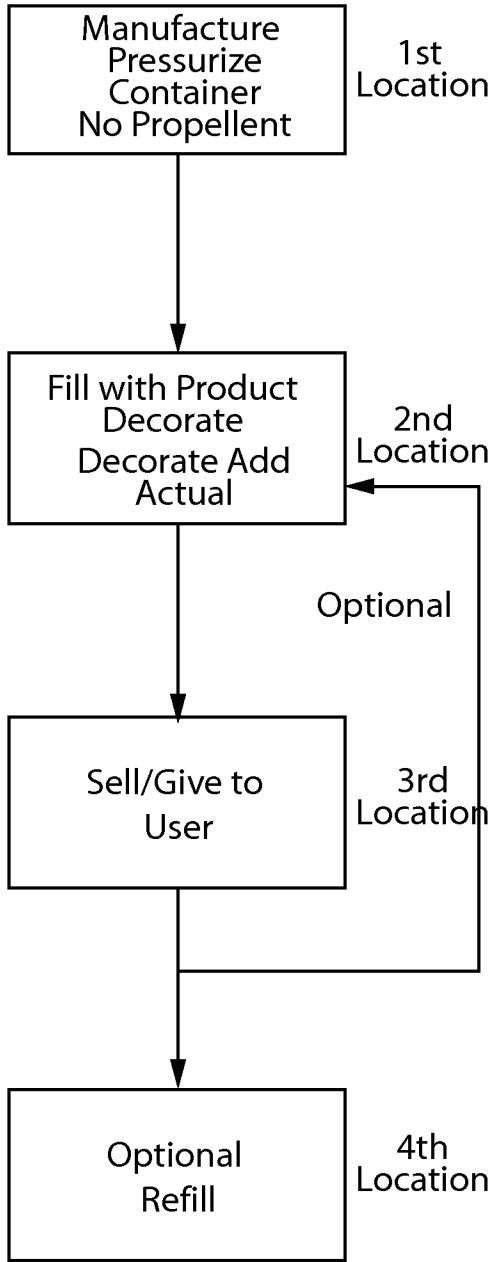 Manufacture
Pressurize
Container
No Propellent
1st
Location
Fill with Product
Decorate
Decorate Add
Actual
2nd
Location
Optional
Sell/Give to
User
3rd
Location
Optional
Refill
4th
Location